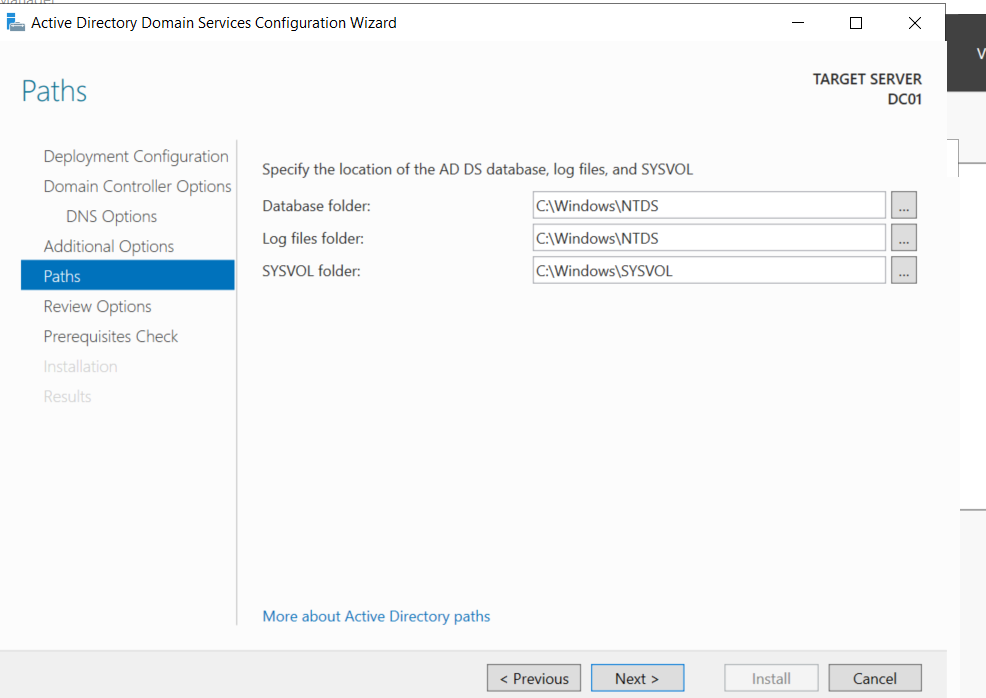 Manager
Active Directory Domain Services Configuration Wizard
Paths
TARGET SERVER
DC01
Deployment Configuration
Domain Controller Options
DNS Options
Additional Options
Paths
Review Options
Prerequisites Check
Installation
Results
Specify the location of the AD DS database, log files, and SYSVOL
Database folder: C:\Windows\NTDS ...
Log files folder: C:\Windows\NTDS ...
SYSVOL folder: C:\Windows\SYSVOL ...
More about Active Directory paths
< Previous Next > Install Cancel